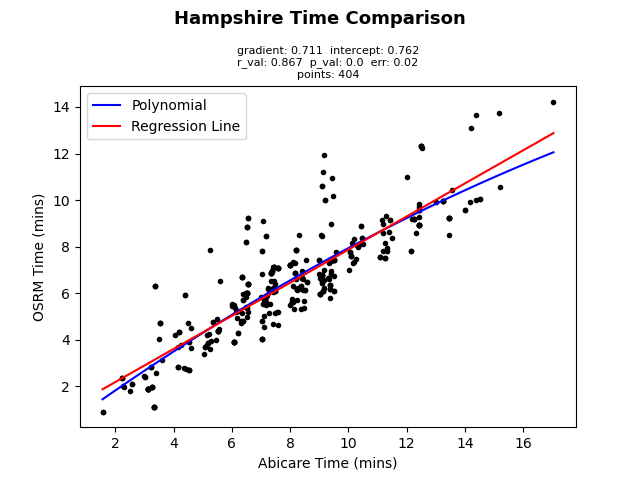 Hampshire Time Comparison
gradient: 0.711  intercept: 0.762
r_val: 0.867  p_val: 0.0  err: 0.02
points: 404
Polynomial
Regression Line
14
12
10
8
6
4
2
OSRM Time (mins)
2 4 6 8 10 12 14 16
Abicare Time (mins)